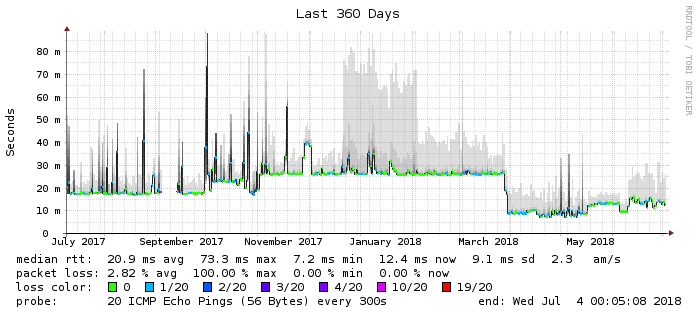 Last 360 Days
RRDTOOL / TOBI OETIKER
Seconds
80 m
70 m
60 m
50 m
40 m
30 m
20 m
10 m
0
July 2017 September 2017 November 2017 January 2018 March 2018 May 2018
median rtt: 20.9 ms avg 73.3 ms max 7.2 ms min 12.4 ms now 9.1 ms sd 2.3 am/s
packet loss: 2.82 % avg 100.00 % max 0.00 % min 0.00 % now
loss color: 0 1/20 2/20 3/20 4/20 10/20 19/20
probe: 20 ICMP Echo Pings (56 Bytes) every 300s end: Wed Jul 4 00:05:08 2018